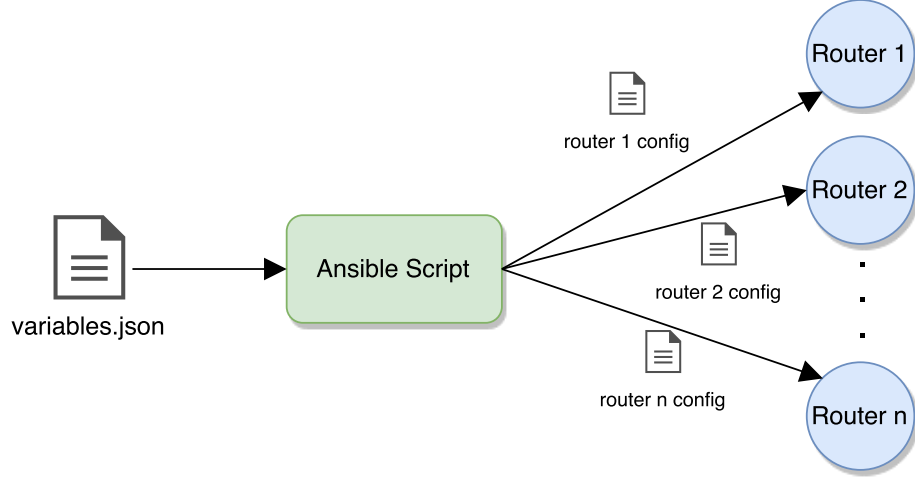 Router 1
router 1 config
Router 2
Ansible Script
router 2 config
variables.json
router n config
Router n